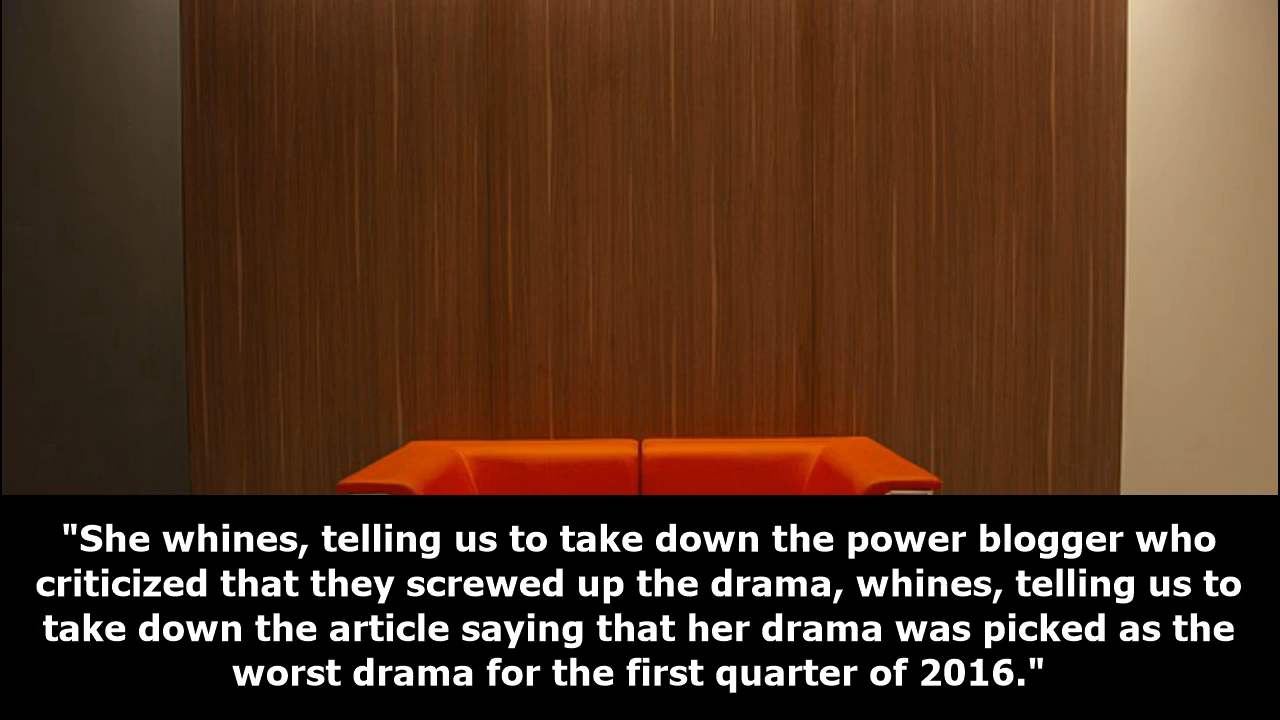 "She whines, telling us to take down the power blogger who
criticized that they screwed up the drama, whines, telling us to
take down the article saying that her drama was picked as the
worst drama for the first quarter of 2016."